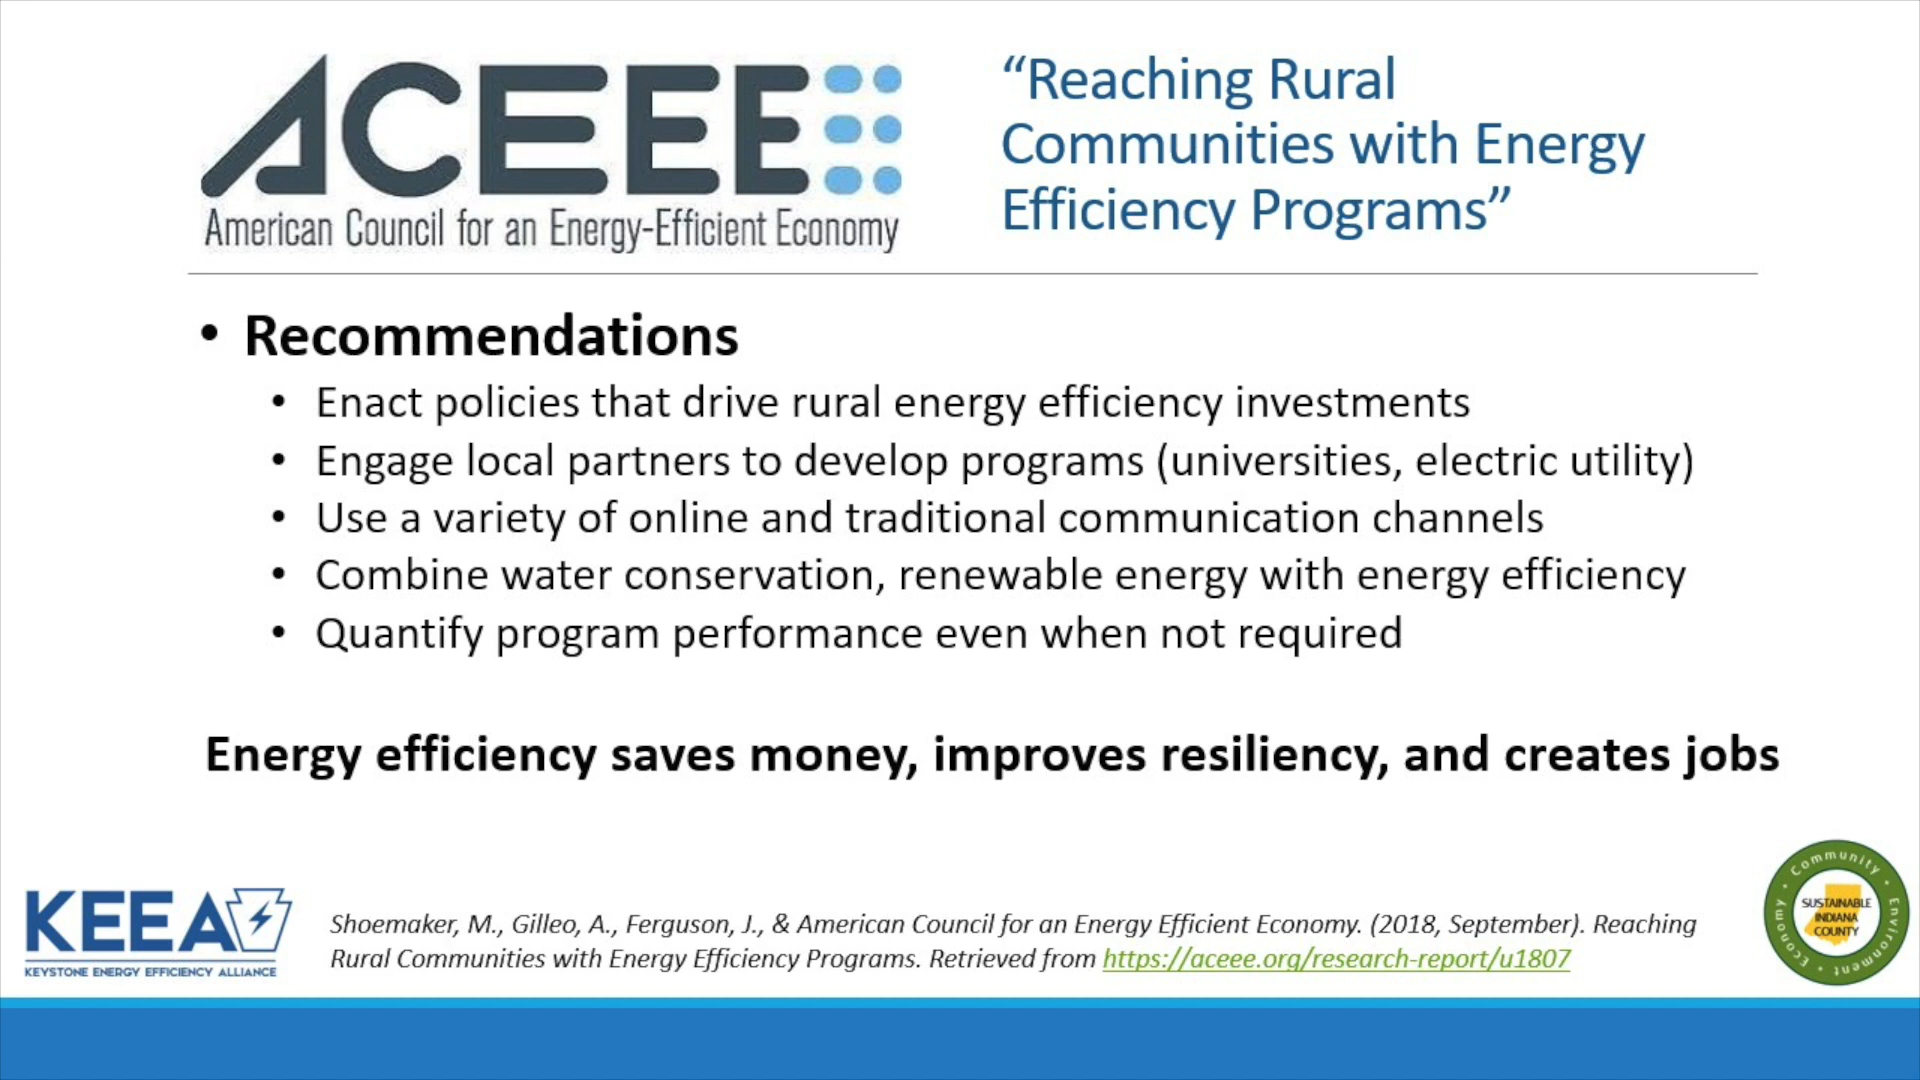 ACEEE
American Council for an Energy-Efficient Economy
“Reaching Rural
Communities with Energy
Efficiency Programs”
• Recommendations
• Enact policies that drive rural energy efficiency investments
• Engage local partners to develop programs (universities, electric utility)
• Use a variety of online and traditional communication channels
• Combine water conservation, renewable energy with energy efficiency
• Quantify program performance even when not required
Energy efficiency saves money, improves resiliency, and creates jobs
KEEA
KEYSTONE ENERGY EFFICIENCY ALLIANCE
Shoemaker, M., Gilleo, A., Ferguson, J., & American Council for an Energy Efficient Economy. (2018, September). Reaching
Rural Communities with Energy Efficiency Programs. Retrieved from https://aceee.org/research-report/u1807
Community • Environment • Economy •
SUSTAINABLE
INDIANA
COUNTY